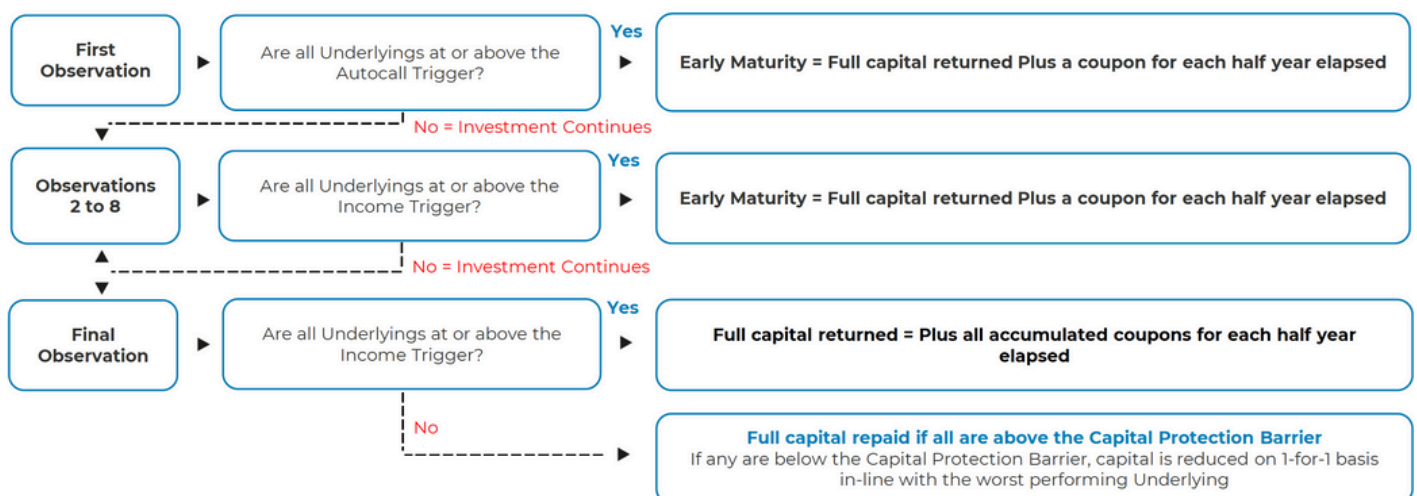 First
Observation
Are all Underlyings at or above the
Autocall Trigger?
Yes
Early Maturity = Full capital returned Plus a coupon for each half year elapsed
No = Investment Continues
Observations
2 to 8
Are all Underlyings at or above the
Income Trigger?
Yes
Early Maturity = Full capital returned Plus a coupon for each half year elapsed
No = Investment Continues
Final
Observation
Are all Underlyings at or above the
Income Trigger?
Yes
Full capital returned = Plus all accumulated coupons for each half year
elapsed
No
Full capital repaid if all are above the Capital Protection Barrier
If any are below the Capital Protection Barrier, capital is reduced on 1-for-1 basis
in-line with the worst performing Underlying